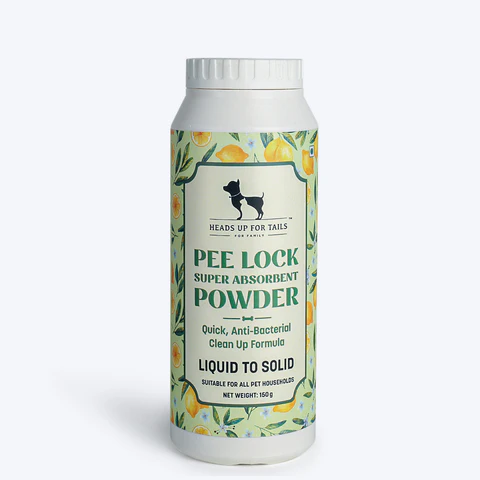 HEADS UP FOR TAILS
FOR FAMILY
PEE LOCK
SUPER ABSORBENT
POWDER
Quick, Anti-Bacterial
Clean Up Formula
LIQUID TO SOLID
SUITABLE FOR ALL PET HOUSEHOLDS
NET WEIGHT: 150 g